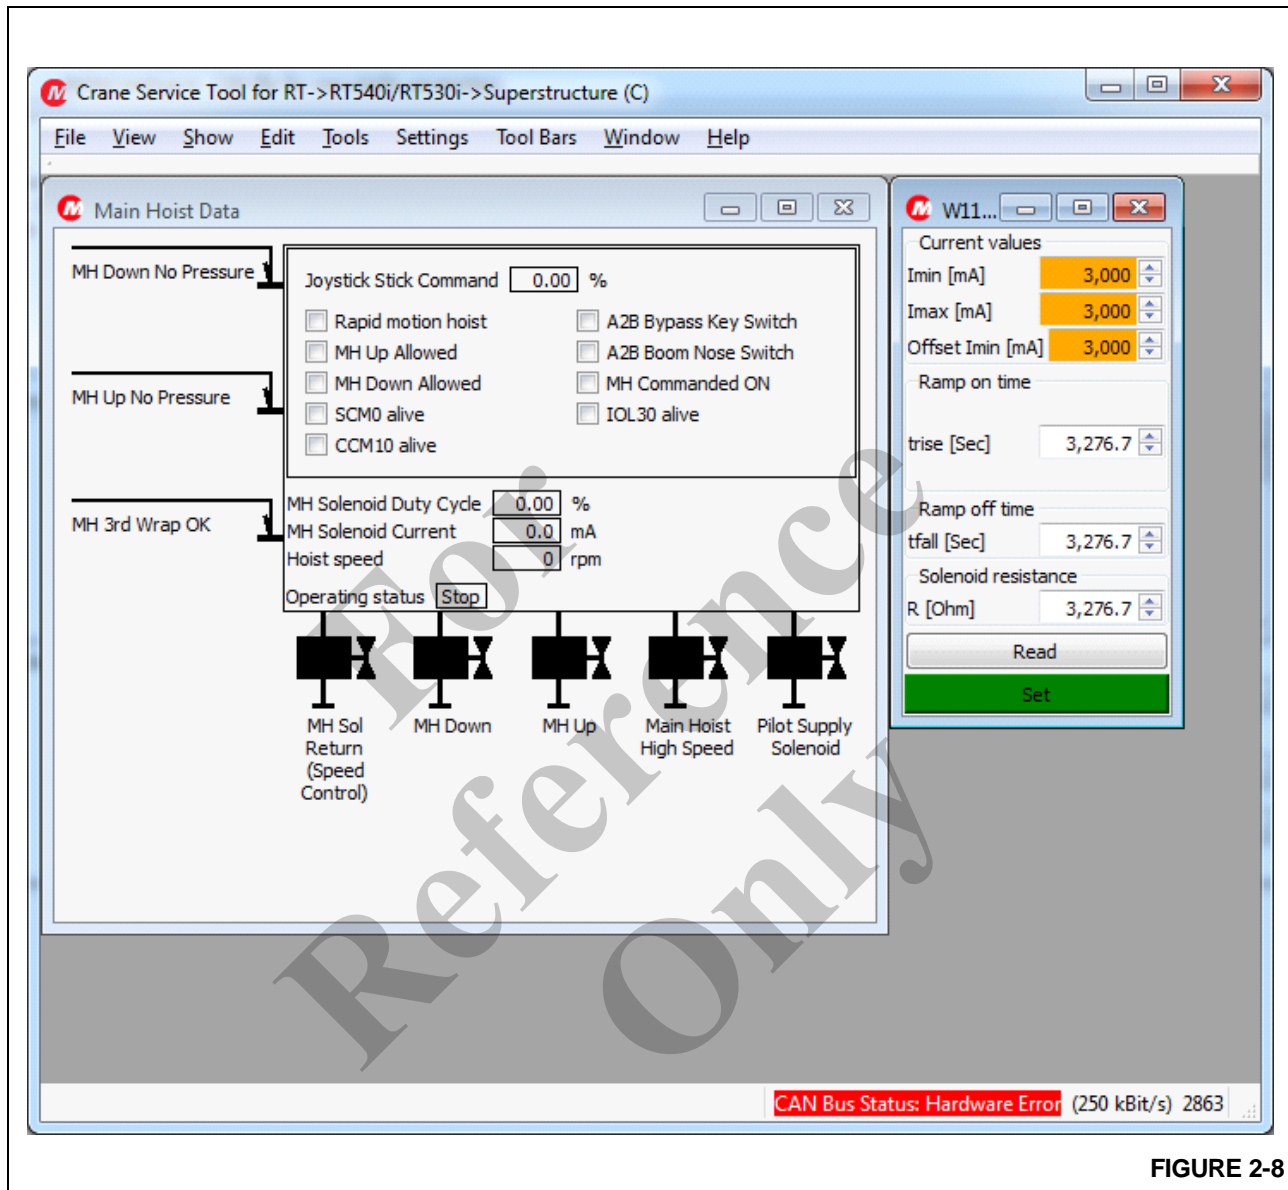 Crane Service Tool for RT->RT540i/RT530i->Superstructure (C)
File View Show Edit Tools Settings Tool Bars Window Help
Main Hoist Data
MH Down No Pressure
MH Up No Pressure
MH 3rd Wrap OK
Joystick Stick Command 0.00 %
Rapid motion hoist
A2B Bypass Key Switch
MH Up Allowed
A2B Boom Nose Switch
MH Down Allowed
MH Commanded ON
SCM0 alive
IOL30 alive
CCM10 alive
MH Solenoid Duty Cycle 0.00 %
MH Solenoid Current 0.0 mA
Hoist speed 0 rpm
Operating status Stop
MH Sol
Return
(Speed
Control)
MH Down
MH Up
Main Hoist
High Speed
Pilot Supply
Solenoid
W11...
Current values
Imin [mA] 3,000
Imax [mA] 3,000
Offset Imin [mA] 3,000
Ramp on time
trise [Sec] 3,276.7
Ramp off time
tfall [Sec] 3,276.7
Solenoid resistance
R [Ohm] 3,276.7
Read
Set
For
Reference
Only
CAN Bus Status: Hardware Error (250 kBit/s) 2863
FIGURE 2-8